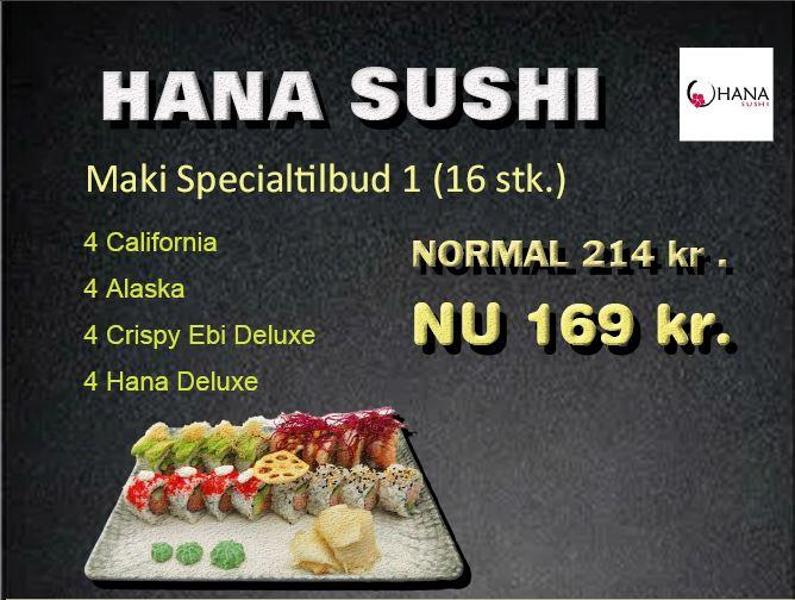 HANA SUSHI
HANA
SUSHI
Maki Specialtilbud 1 (16 stk.)
4 California
4 Alaska
4 Crispy Ebi Deluxe
4 Hana Deluxe
NORMAL 214 kr .
NU 169 kr.